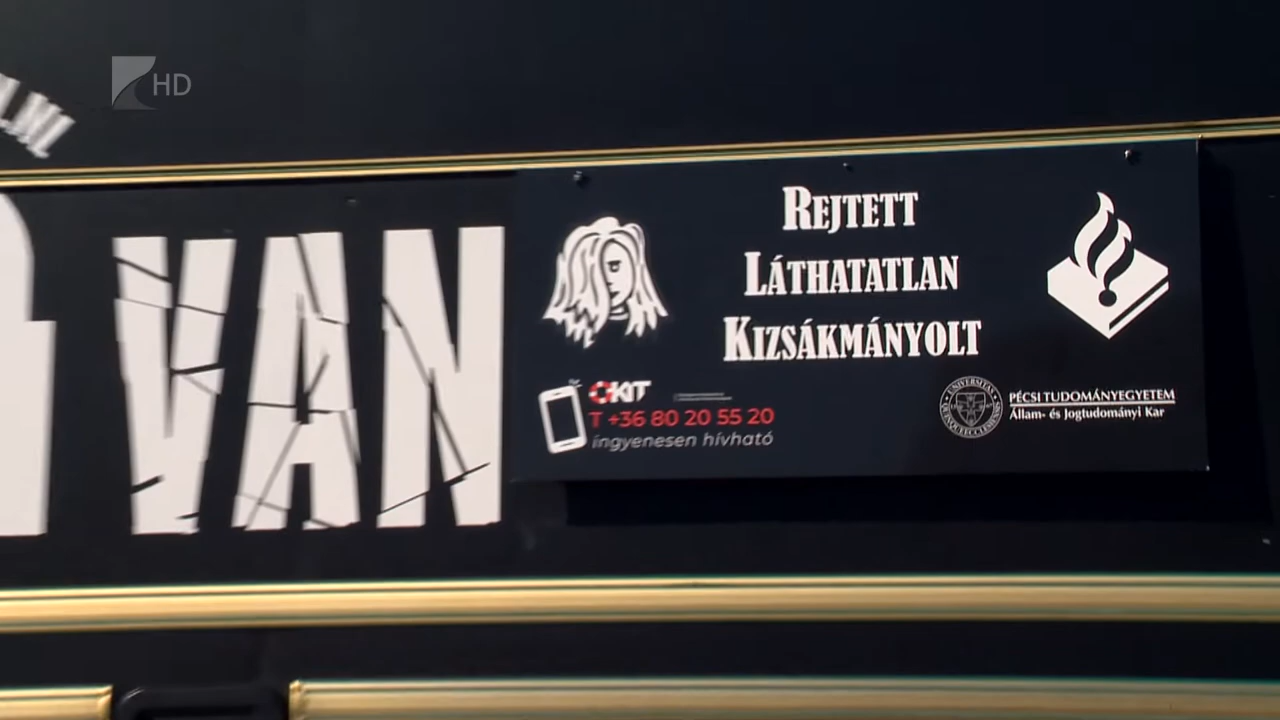 HD
VAN
REJTETT
LÁTHATATLAN
KIZSÁKMÁNYOLT
OKIT
T +36 80 20 55 20
ingyenesen hívható
PÉCSI TUDOMÁNYEGYETEM
Állam- és Jogtudományi Kar